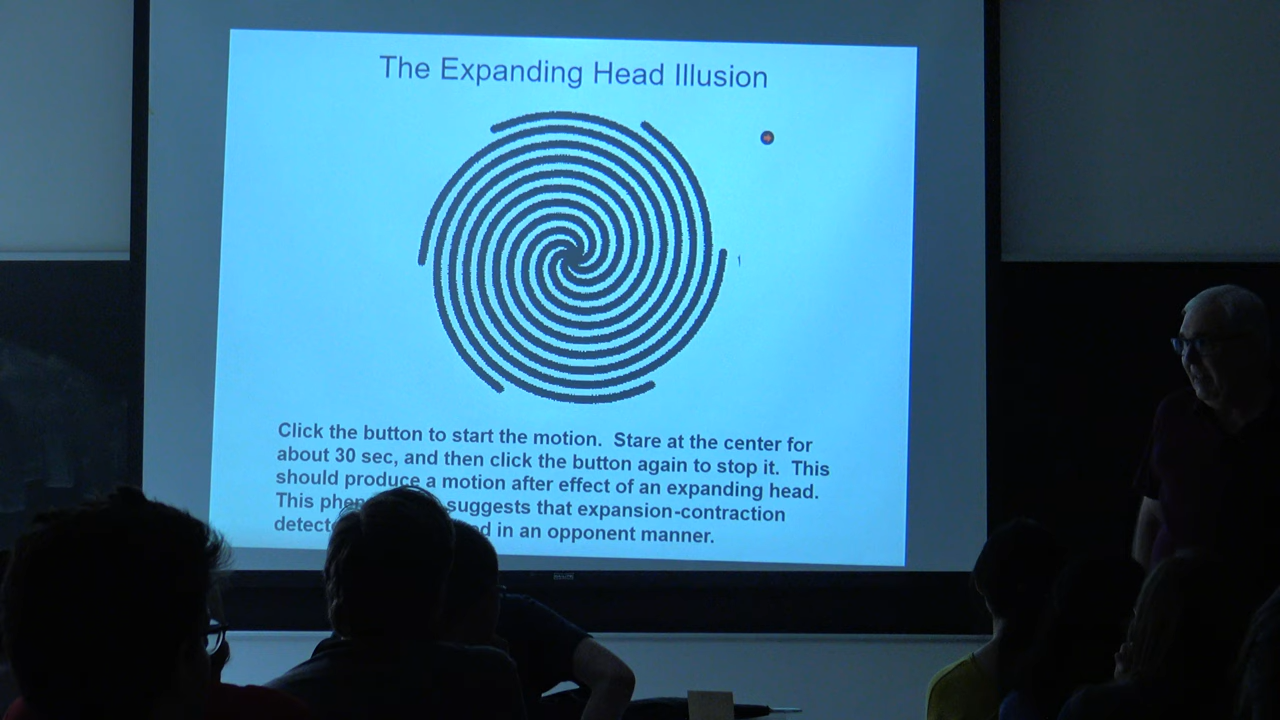 The Expanding Head Illusion
Click the button to start the motion. Stare at the center for
about 30 sec, and then click the button again to stop it. This
should produce a motion after effect of an expanding head.
This suggests that expansion-contraction
in an opponent manner.